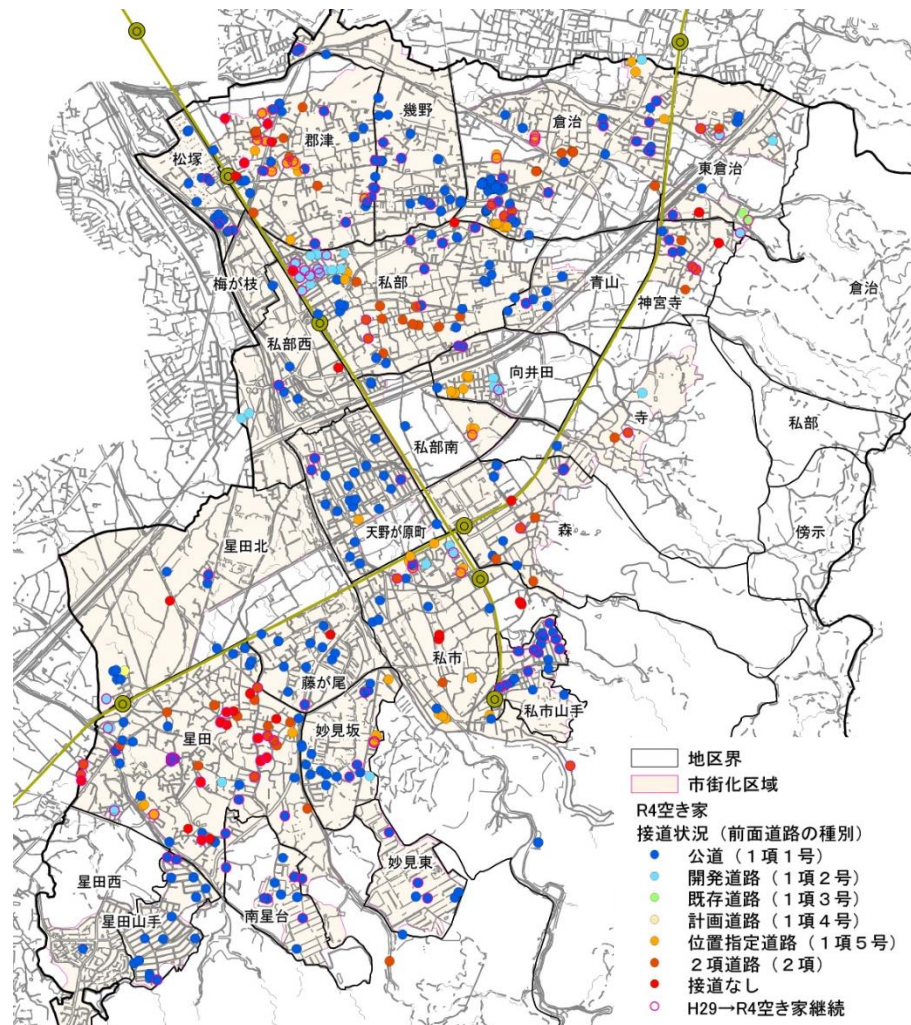 幾野
倉治
郡津
松塚
東倉治
梅が枝
私部
青山
倉治
神宮寺
私部西
向井田
寺
私部
私部南
傍示
天野が原町
森
星田北
私市
藤が尾
私市山手
妙見坂
星田
妙見東
星田西
南星台
星田山手
地区界
市街化区域
R4空き家
接道状況（前面道路の種別）
公道（１項１号）
開発道路（１項２号）
既存道路（１項３号）
計画道路（１項４号）
位置指定道路（１項５号）
２項道路（２項）
接道なし
H29→R4空き家継続